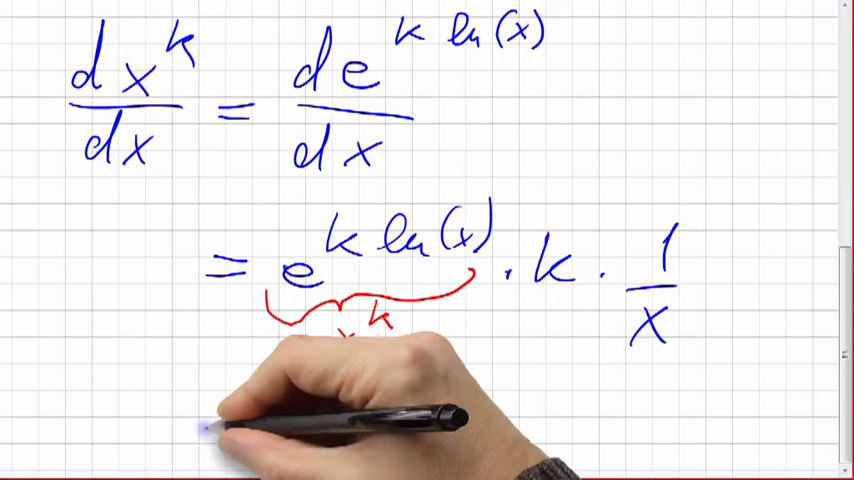 dx^k/dx = de^{k ln(x)}/dx
= e^{k ln(x)} · k · 1/x
x^k